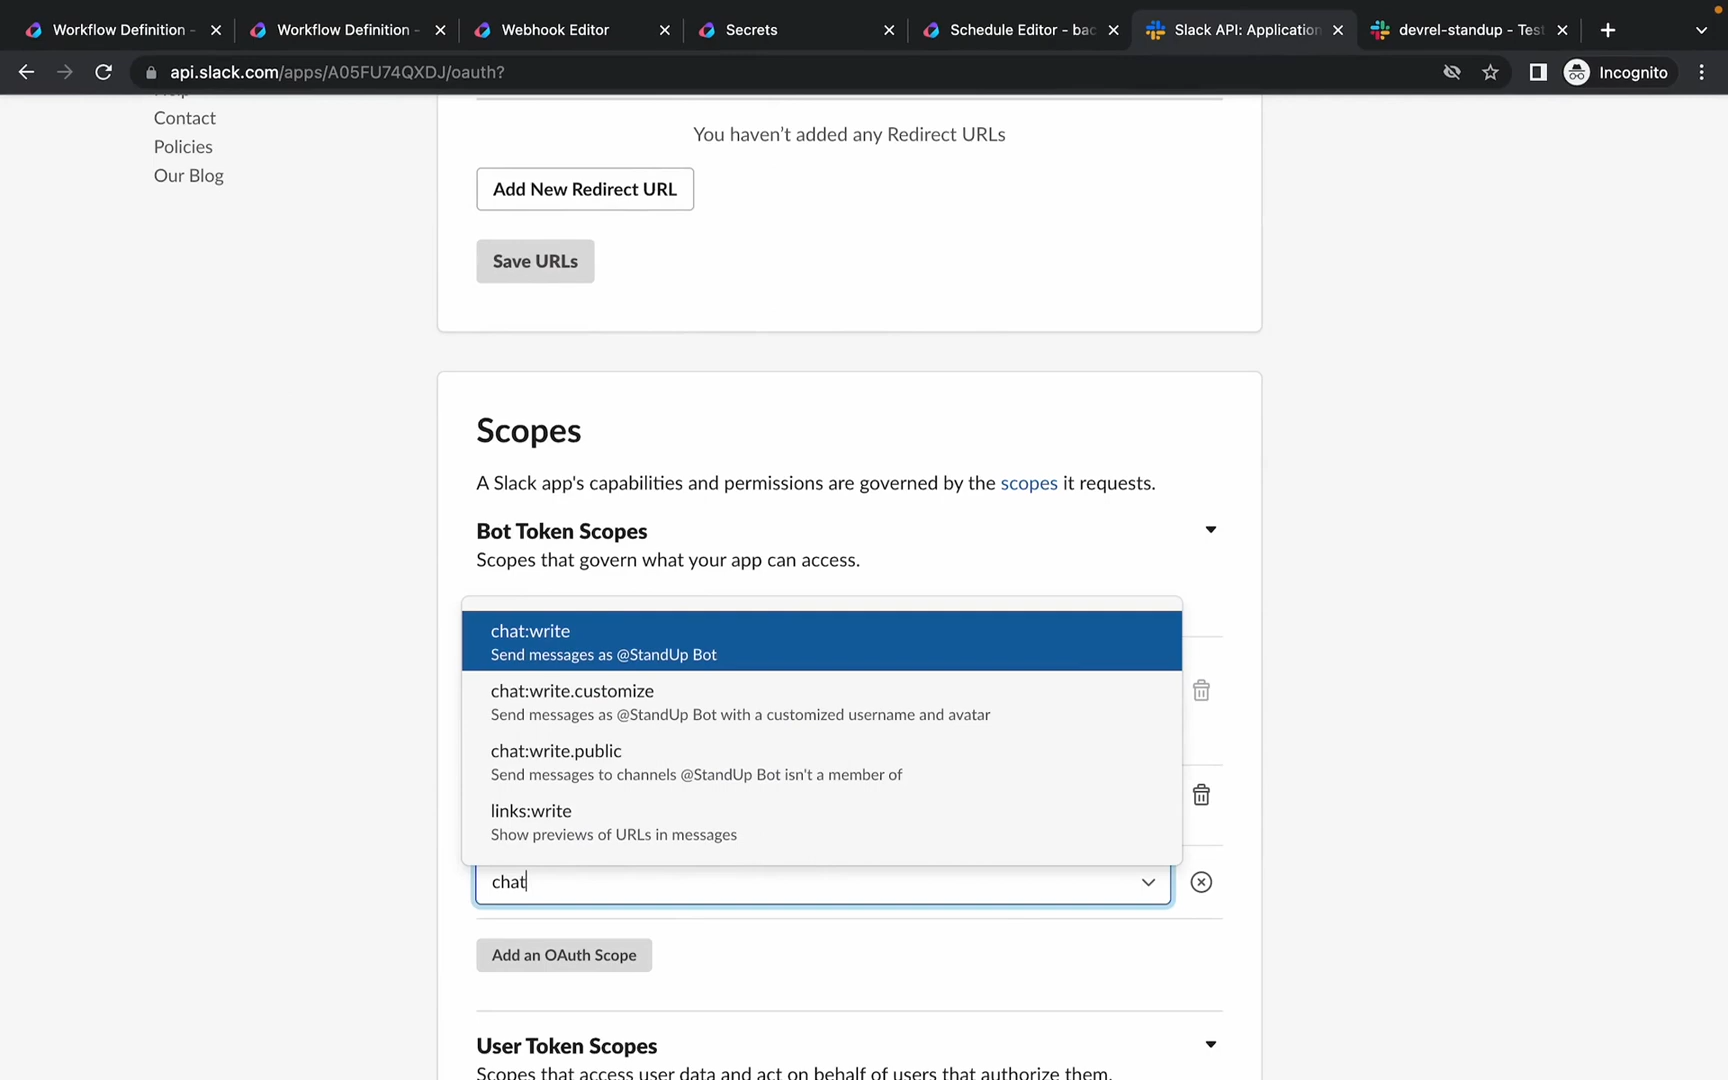 Workflow Definition -
Workflow Definition -
Webhook Editor
Secrets
Schedule Editor - bac
Slack API: Application
devrel-standup - Test
api.slack.com/apps/A05FU74QXDJ/oauth?
Incognito
Help
Contact
Policies
Our Blog
You haven't added any Redirect URLs
Add New Redirect URL
Save URLs
Scopes
A Slack app's capabilities and permissions are governed by the scopes it requests.
Bot Token Scopes
Scopes that govern what your app can access.
chat:write
Send messages as @StandUp Bot
chat:write.customize
Send messages as @StandUp Bot with a customized username and avatar
chat:write.public
Send messages to channels @StandUp Bot isn't a member of
links:write
Show previews of URLs in messages
chat
Add an OAuth Scope
User Token Scopes
Scopes that access user data and act on behalf of users that authorize them.